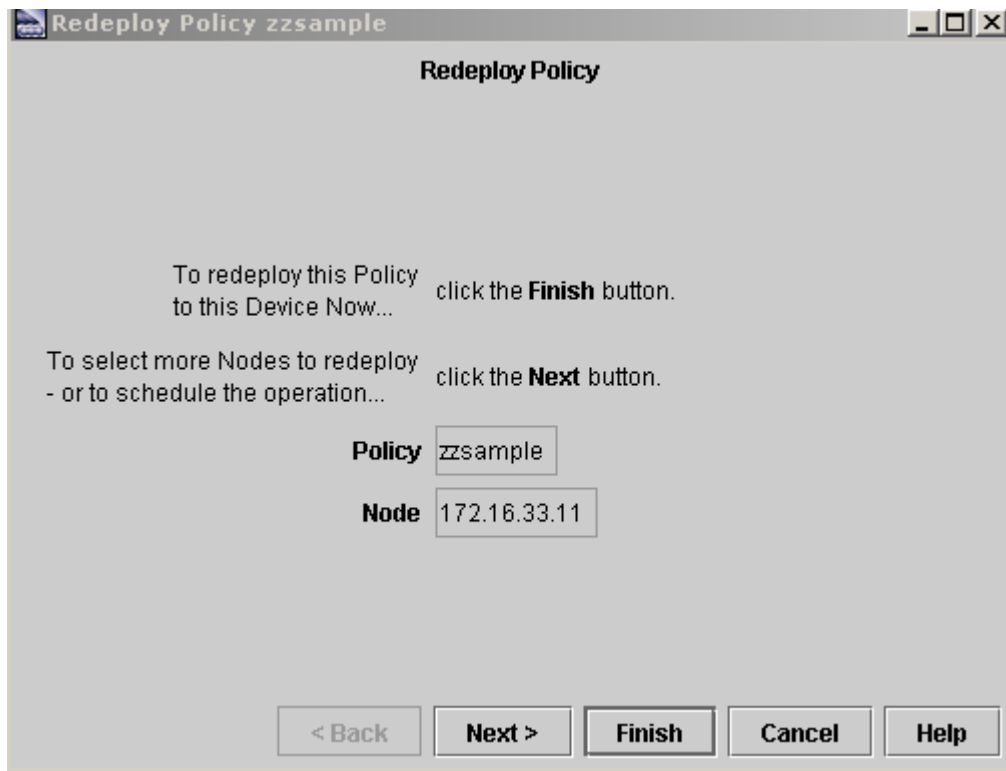 Redeploy Policy zzsample
Redeploy Policy
To redeploy this Policy
to this Device Now...
click the Finish button.
To select more Nodes to redeploy
- or to schedule the operation...
click the Next button.
Policy zzsample
Node 172.16.33.11
< Back Next > Finish Cancel Help